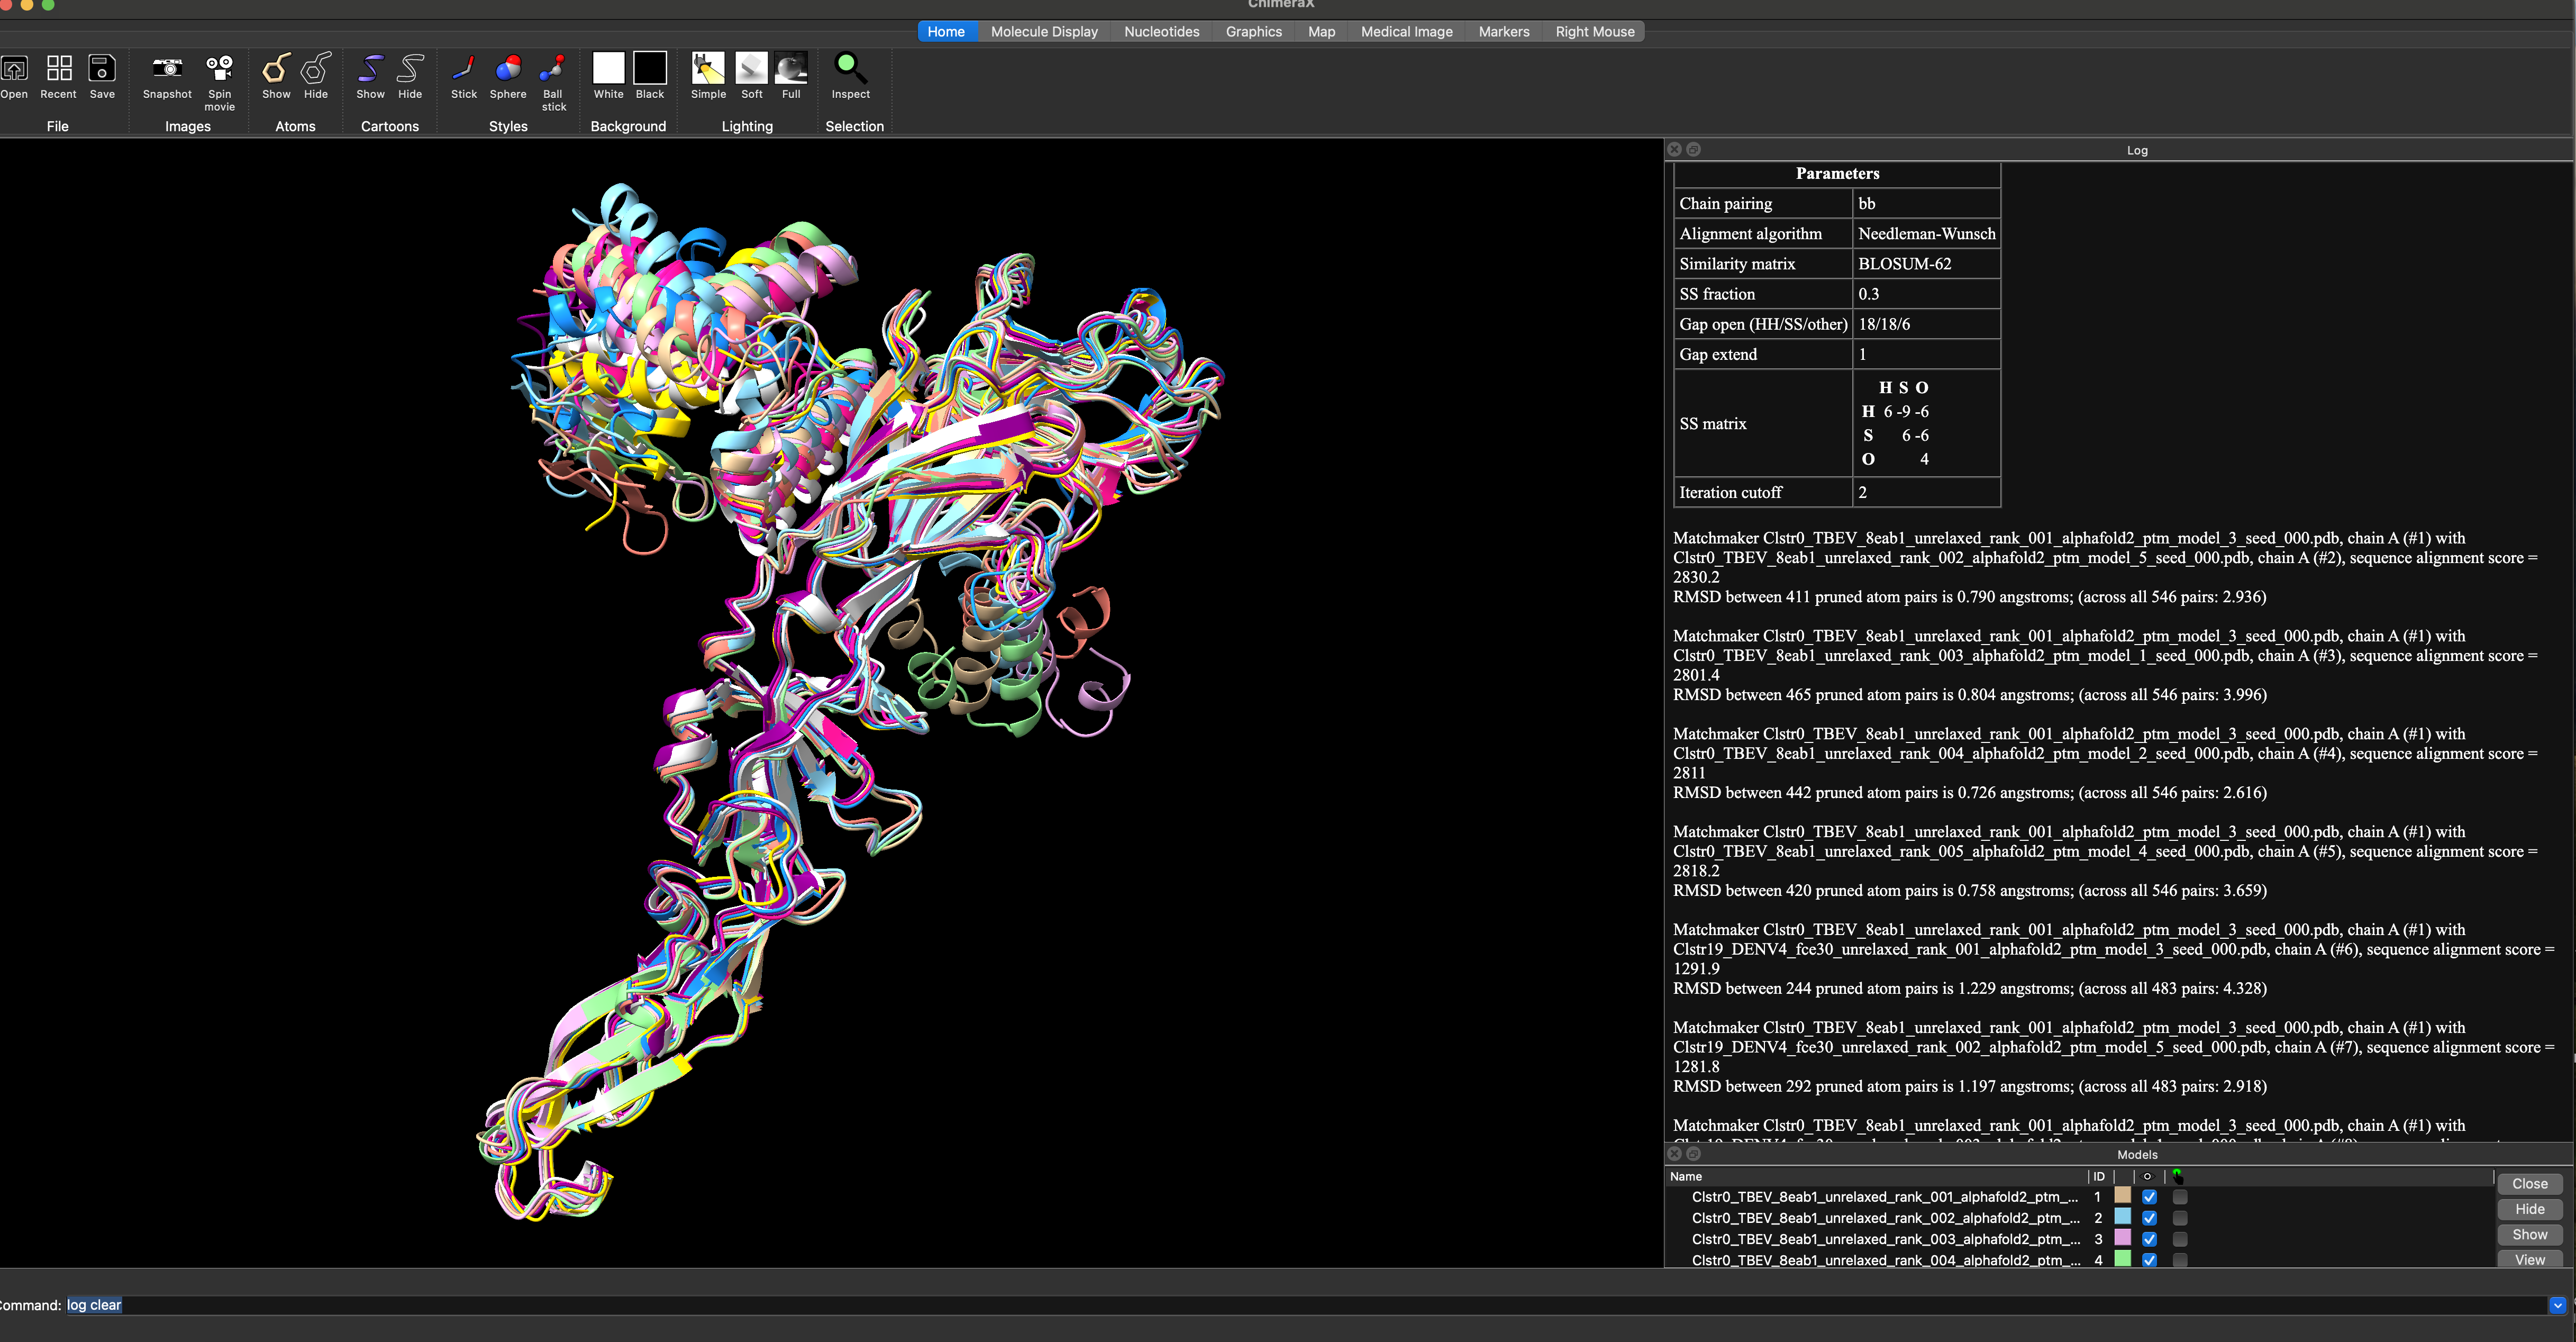 ChimeraX
Home Molecule Display Nucleotides Graphics Map Medical Image Markers Right Mouse
Open Recent Save Snapshot Spin movie Show Hide Show Hide Stick Sphere Ball stick White Black Simple Soft Full Inspect
File Images Atoms Cartoons Styles Background Lighting Selection
Log
Parameters
Chain pairing bb
Alignment algorithm Needleman-Wunsch
Similarity matrix BLOSUM-62
SS fraction 0.3
Gap open (HH/SS/other) 18/18/6
Gap extend 1
SS matrix
H S O
H 6 -9 -6
S 6 -6
O 4
Iteration cutoff 2
Matchmaker Clstr0_TBEV_8eab1_unrelaxed_rank_001_alphafold2_ptm_model_3_seed_000.pdb, chain A (#1) with
Clstr0_TBEV_8eab1_unrelaxed_rank_002_alphafold2_ptm_model_5_seed_000.pdb, chain A (#2), sequence alignment score =
2830.2
RMSD between 411 pruned atom pairs is 0.790 angstroms; (across all 546 pairs: 2.936)
Matchmaker Clstr0_TBEV_8eab1_unrelaxed_rank_001_alphafold2_ptm_model_3_seed_000.pdb, chain A (#1) with
Clstr0_TBEV_8eab1_unrelaxed_rank_003_alphafold2_ptm_model_1_seed_000.pdb, chain A (#3), sequence alignment score =
2801.4
RMSD between 465 pruned atom pairs is 0.804 angstroms; (across all 546 pairs: 3.996)
Matchmaker Clstr0_TBEV_8eab1_unrelaxed_rank_001_alphafold2_ptm_model_3_seed_000.pdb, chain A (#1) with
Clstr0_TBEV_8eab1_unrelaxed_rank_004_alphafold2_ptm_model_2_seed_000.pdb, chain A (#4), sequence alignment score =
2811
RMSD between 442 pruned atom pairs is 0.726 angstroms; (across all 546 pairs: 2.616)
Matchmaker Clstr0_TBEV_8eab1_unrelaxed_rank_001_alphafold2_ptm_model_3_seed_000.pdb, chain A (#1) with
Clstr0_TBEV_8eab1_unrelaxed_rank_005_alphafold2_ptm_model_4_seed_000.pdb, chain A (#5), sequence alignment score =
2818.2
RMSD between 420 pruned atom pairs is 0.758 angstroms; (across all 546 pairs: 3.659)
Matchmaker Clstr0_TBEV_8eab1_unrelaxed_rank_001_alphafold2_ptm_model_3_seed_000.pdb, chain A (#1) with
Clstr19_DENV4_fce30_unrelaxed_rank_001_alphafold2_ptm_model_3_seed_000.pdb, chain A (#6), sequence alignment score =
1291.9
RMSD between 244 pruned atom pairs is 1.229 angstroms; (across all 483 pairs: 4.328)
Matchmaker Clstr0_TBEV_8eab1_unrelaxed_rank_001_alphafold2_ptm_model_3_seed_000.pdb, chain A (#1) with
Clstr19_DENV4_fce30_unrelaxed_rank_002_alphafold2_ptm_model_5_seed_000.pdb, chain A (#7), sequence alignment score =
1281.8
RMSD between 292 pruned atom pairs is 1.197 angstroms; (across all 483 pairs: 2.918)
Matchmaker Clstr0_TBEV_8eab1_unrelaxed_rank_001_alphafold2_ptm_model_3_seed_000.pdb, chain A (#1) with
Models
Name ID
Clstr0_TBEV_8eab1_unrelaxed_rank_001_alphafold2_ptm_... 1
Clstr0_TBEV_8eab1_unrelaxed_rank_002_alphafold2_ptm_... 2
Clstr0_TBEV_8eab1_unrelaxed_rank_003_alphafold2_ptm_... 3
Clstr0_TBEV_8eab1_unrelaxed_rank_004_alphafold2_ptm_... 4
Close
Hide
Show
View
Command: log clear